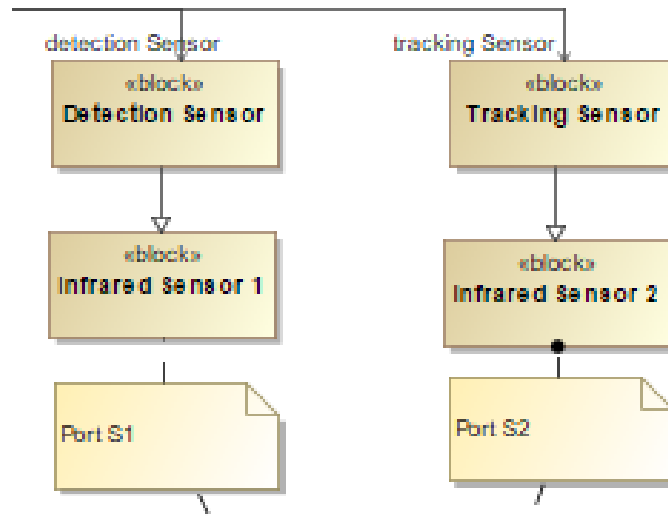 detection Sensor
tracking Sensor
«block»
Detection Sensor
«block»
Tracking Sensor
«block»
Infrared Sensor 1
«block»
Infrared Sensor 2
Port S1
Port S2